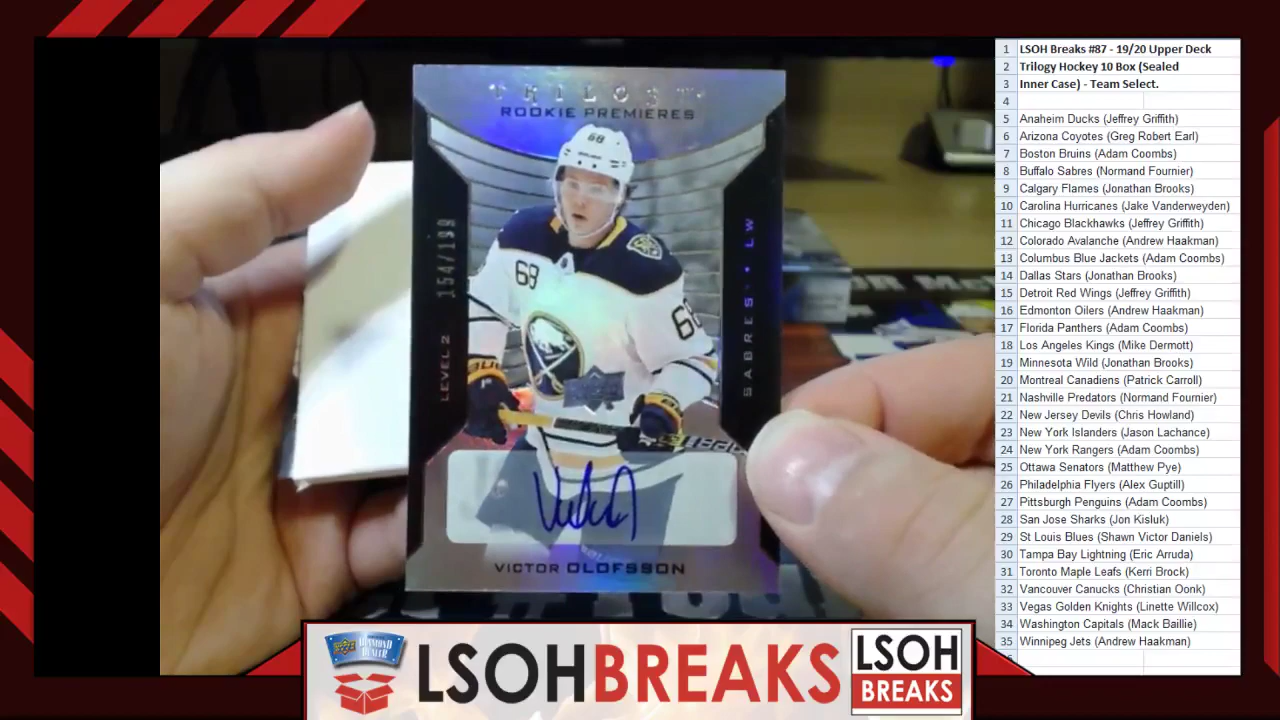 TRILOGY
ROOKIE PREMIERES
68
68
68
154/199
LEVEL 2
SABRES • LW
VICTOR OLOFSSON
1 LSOH Breaks #87 - 19/20 Upper Deck
2 Trilogy Hockey 10 Box (Sealed
3 Inner Case) - Team Select.
4
5 Anaheim Ducks (Jeffrey Griffith)
6 Arizona Coyotes (Greg Robert Earl)
7 Boston Bruins (Adam Coombs)
8 Buffalo Sabres (Normand Fournier)
9 Calgary Flames (Jonathan Brooks)
10 Carolina Hurricanes (Jake Vanderweyden)
11 Chicago Blackhawks (Jeffrey Griffith)
12 Colorado Avalanche (Andrew Haakman)
13 Columbus Blue Jackets (Adam Coombs)
14 Dallas Stars (Jonathan Brooks)
15 Detroit Red Wings (Jeffrey Griffith)
16 Edmonton Oilers (Andrew Haakman)
17 Florida Panthers (Adam Coombs)
18 Los Angeles Kings (Mike Dermott)
19 Minnesota Wild (Jonathan Brooks)
20 Montreal Canadiens (Patrick Carroll)
21 Nashville Predators (Normand Fournier)
22 New Jersey Devils (Chris Howland)
23 New York Islanders (Jason Lachance)
24 New York Rangers (Adam Coombs)
25 Ottawa Senators (Matthew Pye)
26 Philadelphia Flyers (Alex Guptill)
27 Pittsburgh Penguins (Adam Coombs)
28 San Jose Sharks (Jon Kisluk)
29 St Louis Blues (Shawn Victor Daniels)
30 Tampa Bay Lightning (Eric Arruda)
31 Toronto Maple Leafs (Kerri Brock)
32 Vancouver Canucks (Christian Oonk)
33 Vegas Golden Knights (Linette Willcox)
34 Washington Capitals (Mack Baillie)
35 Winnipeg Jets (Andrew Haakman)
DIAMOND
DEALER
LSOHBREAKS
LSOH
BREAKS